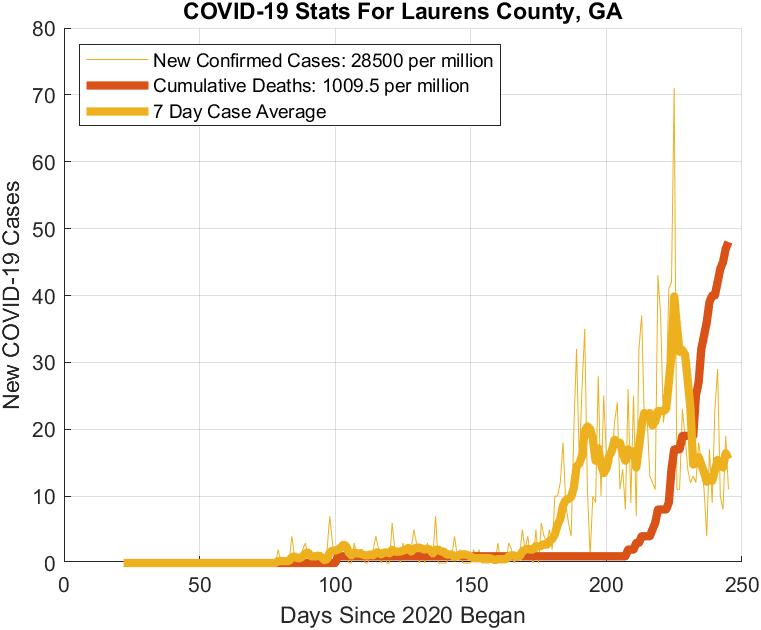 COVID-19 Stats For Laurens County, GA
80
70
60
50
40
30
20
10
0
New COVID-19 Cases
New Confirmed Cases: 28500 per million
Cumulative Deaths: 1009.5 per million
7 Day Case Average
0 50 100 150 200 250
Days Since 2020 Began